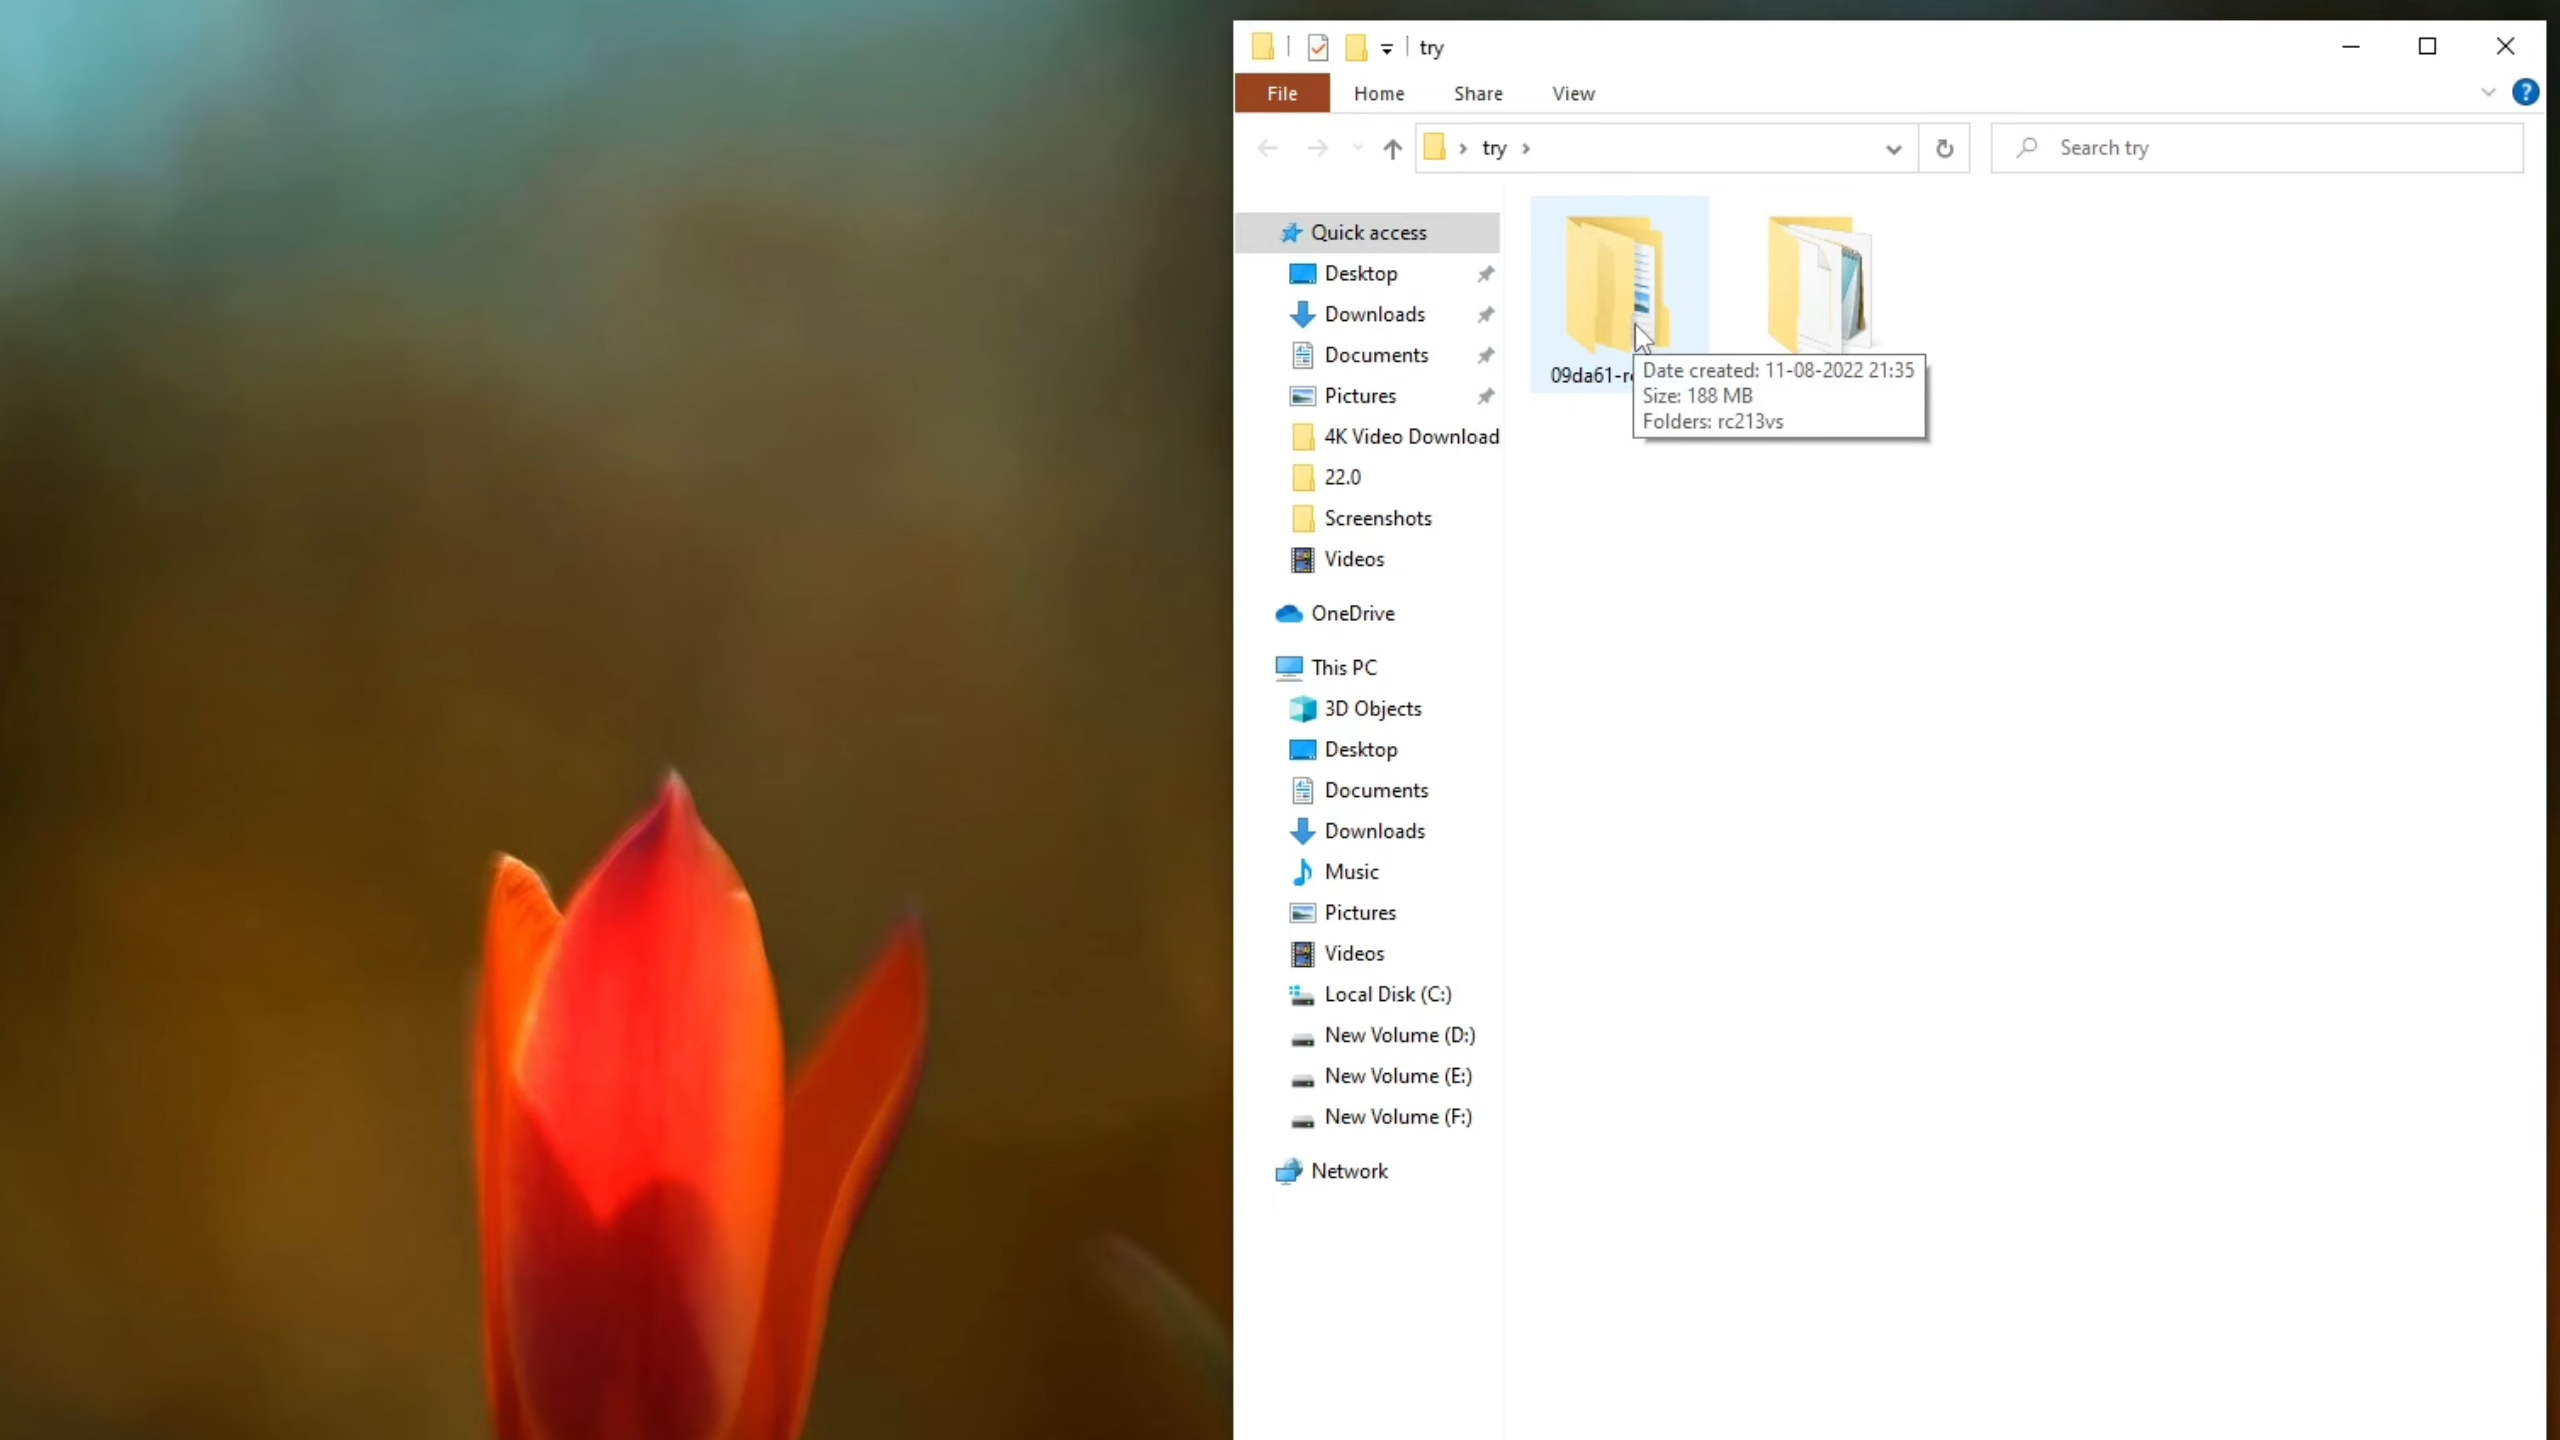 try
File Home Share View
try
Search try
Quick access
Desktop
Downloads
Documents
Pictures
4K Video Download
22.0
Screenshots
Videos
OneDrive
This PC
3D Objects
Desktop
Documents
Downloads
Music
Pictures
Videos
Local Disk (C:)
New Volume (D:)
New Volume (E:)
New Volume (F:)
Network
Date created: 11-08-2022 21:35
Size: 188 MB
Folders: rc213vs